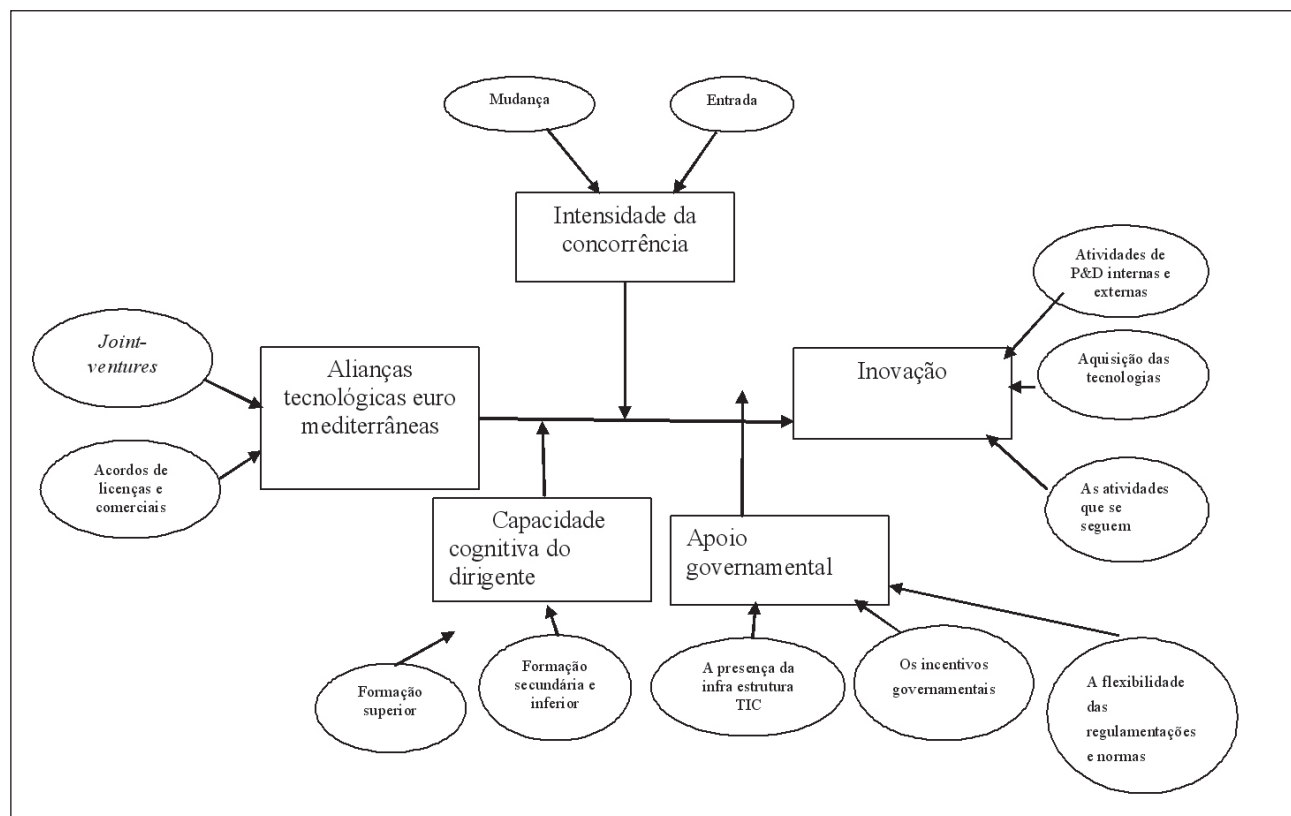 Mudança
Entrada
Intensidade da
concorrência
Atividades de
P&D internas e
externas
Joint-
ventures
Alianças
tecnológicas euro
mediterrâneas
Inovação
Aquisição das
tecnologias
Acordos de
licenças e
comerciais
As atividades
que se
seguem
Capacidade
cognitiva do
dirigente
Apoio
governamental
Formação
superior
Formação
secundária e
inferior
A presença da
infra estrutura
TIC
Os incentivos
governamentais
A flexibilidade
das
regulamentações
e normas